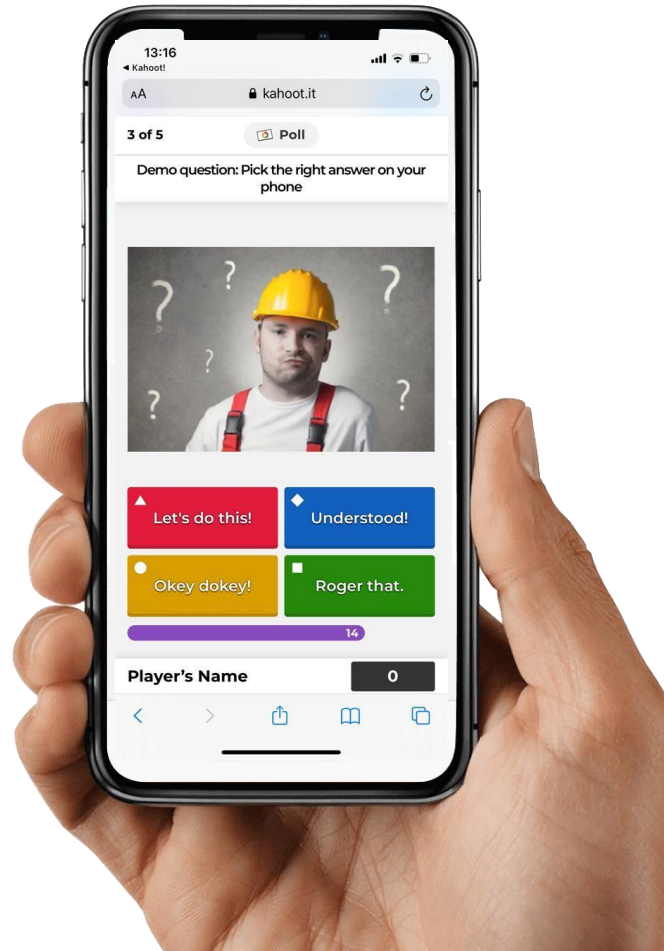 13:16
◀ Kahoot!
AA
kahoot.it
3 of 5
Poll
Demo question: Pick the right answer on your
phone
? ? ?
? ? ?
Let's do this!
Understood!
Okey dokey!
Roger that.
14
Player’s Name
0